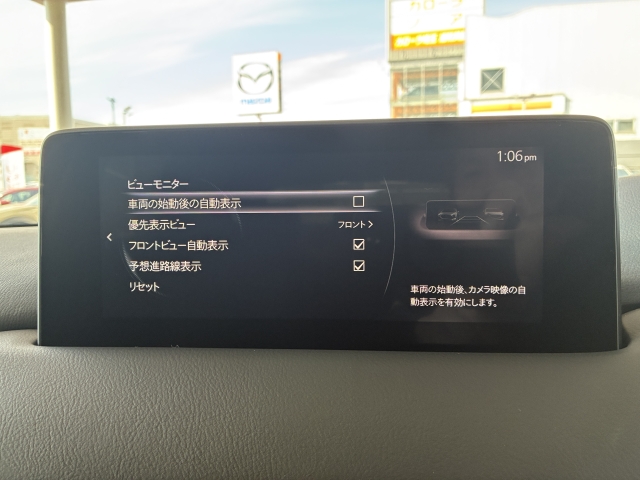 1:06pm
ビューモニター
車両の始動後の自動表示
優先表示ビュー
フロント
フロントビュー自動表示
予想進路線表示
リセット
車両の始動後、カメラ映像の自
動表示を有効にします。